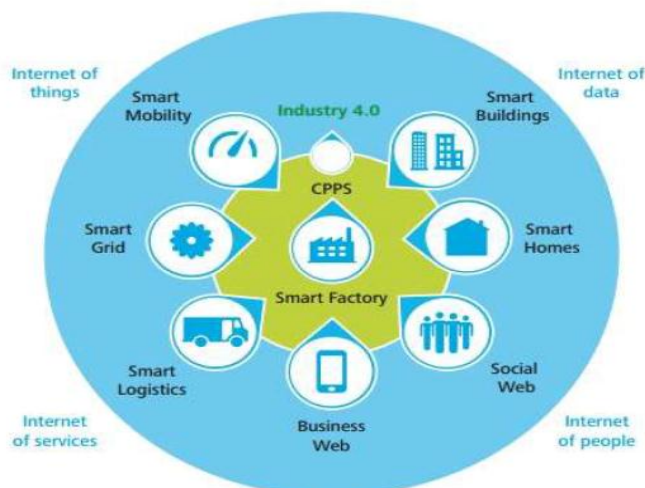 Internet of
things
Internet of
data
Smart
Mobility
Industry 4.0
Smart
Buildings
CPPS
Smart
Grid
Smart
Homes
Smart Factory
Smart
Logistics
Business
Web
Social
Web
Internet
of services
Internet
of people